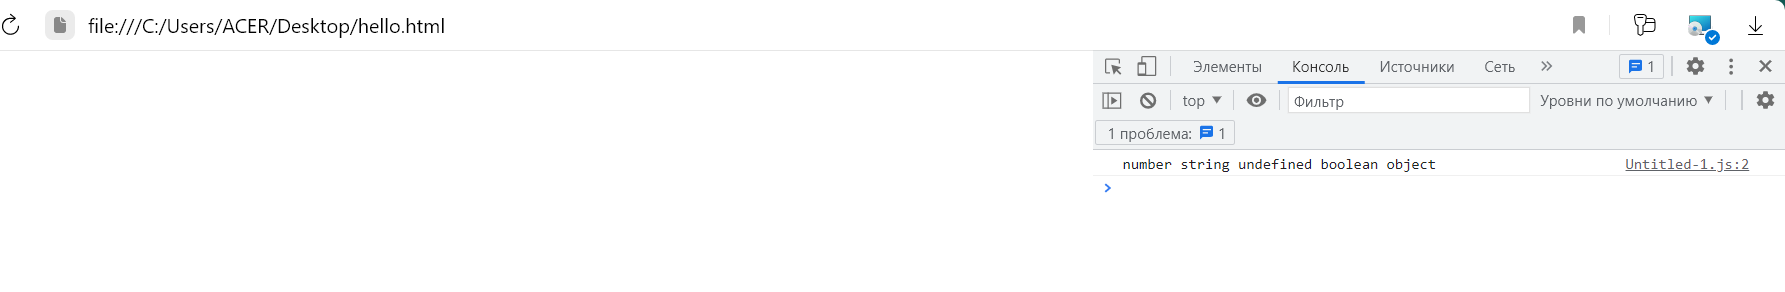 file:///C:/Users/ACER/Desktop/hello.html
Элементы Консоль Источники Сеть » 1
top ▼ Фильтр Уровни по умолчанию ▼
1 проблема: 1
number string undefined boolean object Untitled-1.js:2
>